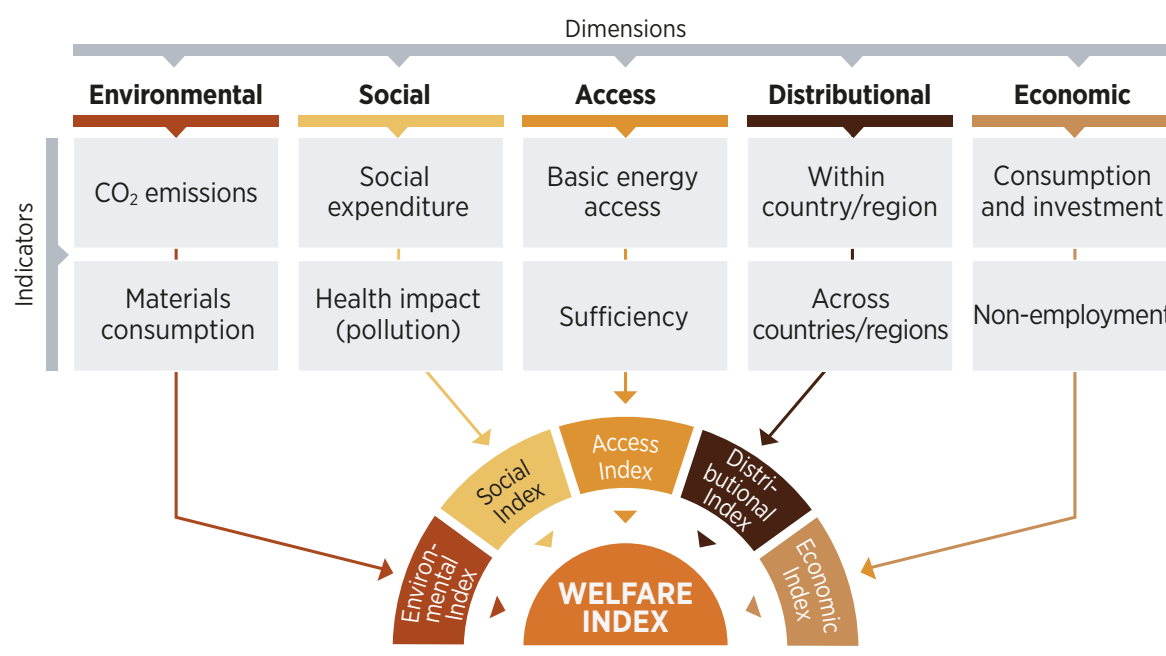 Dimensions
Environmental
Social
Access
Distributional
Economic
Indicators
CO₂ emissions
Social
expenditure
Basic energy
access
Within
country/region
Consumption
and investment
Materials
consumption
Health impact
(pollution)
Sufficiency
Across
countries/regions
Non-employment
Environ-
mental
Index
Social
Index
Access
Index
Distri-
butional
Index
Economic
Index
WELFARE
INDEX